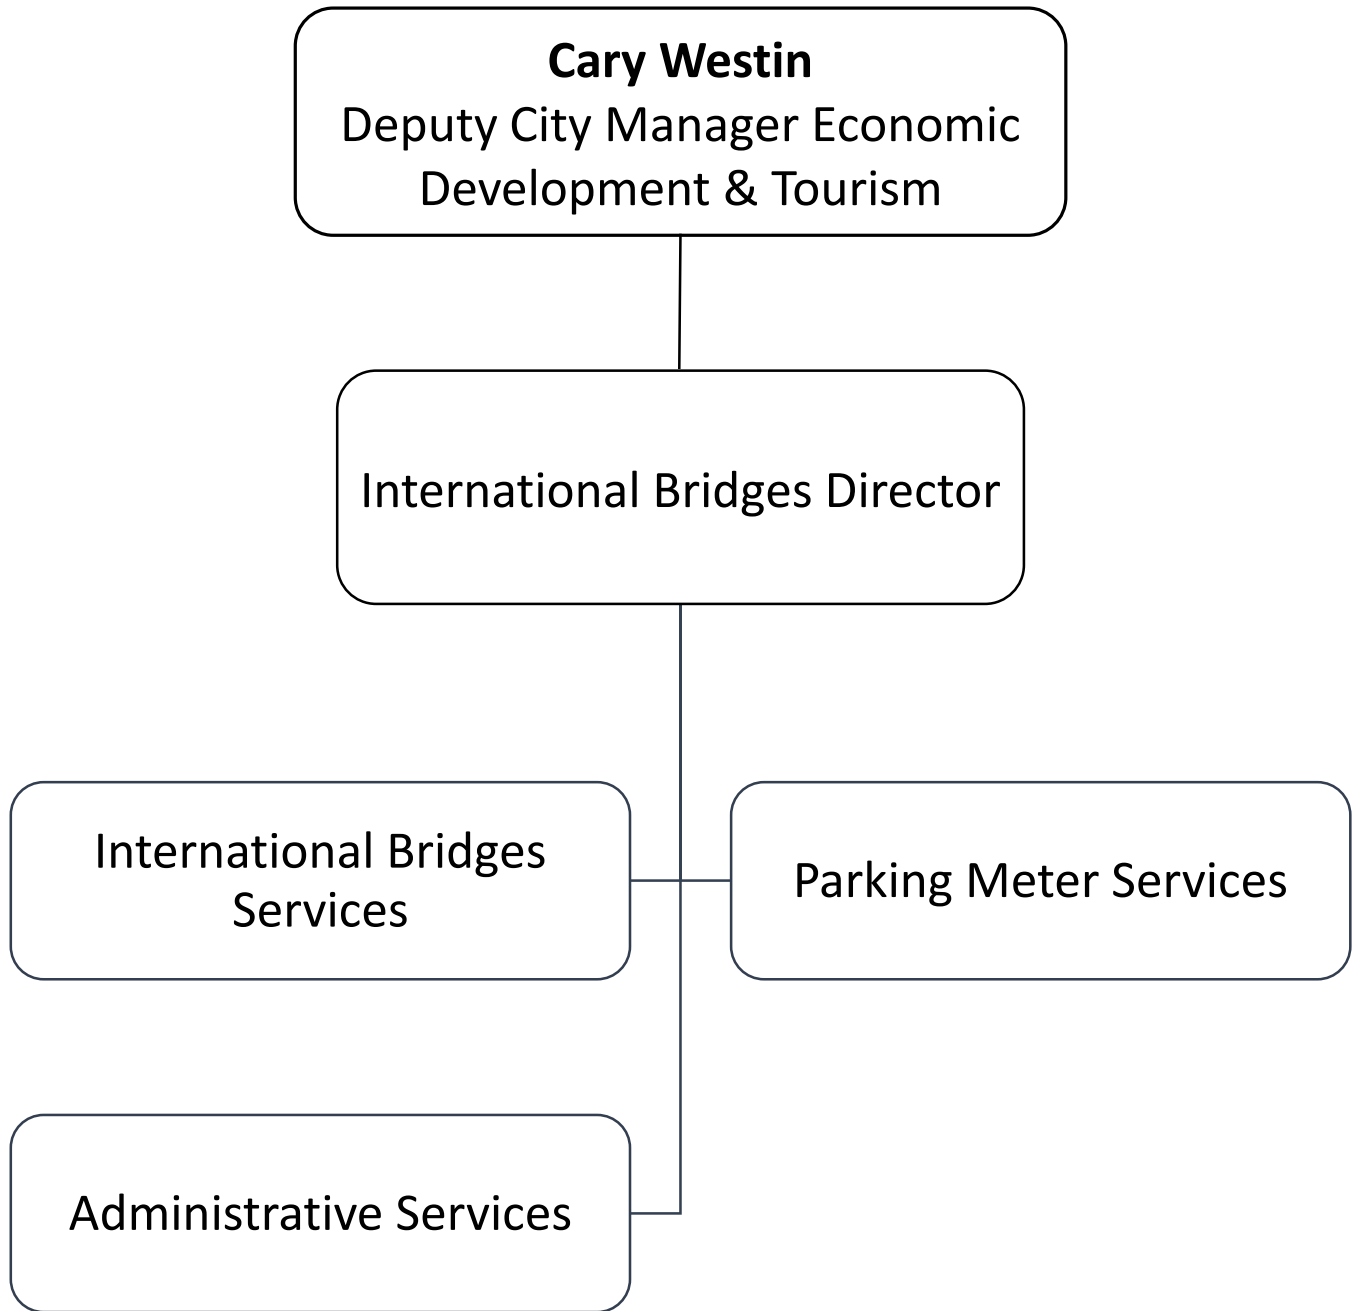 Cary Westin
Deputy City Manager Economic
Development & Tourism
International Bridges Director
International Bridges
Services
Parking Meter Services
Administrative Services